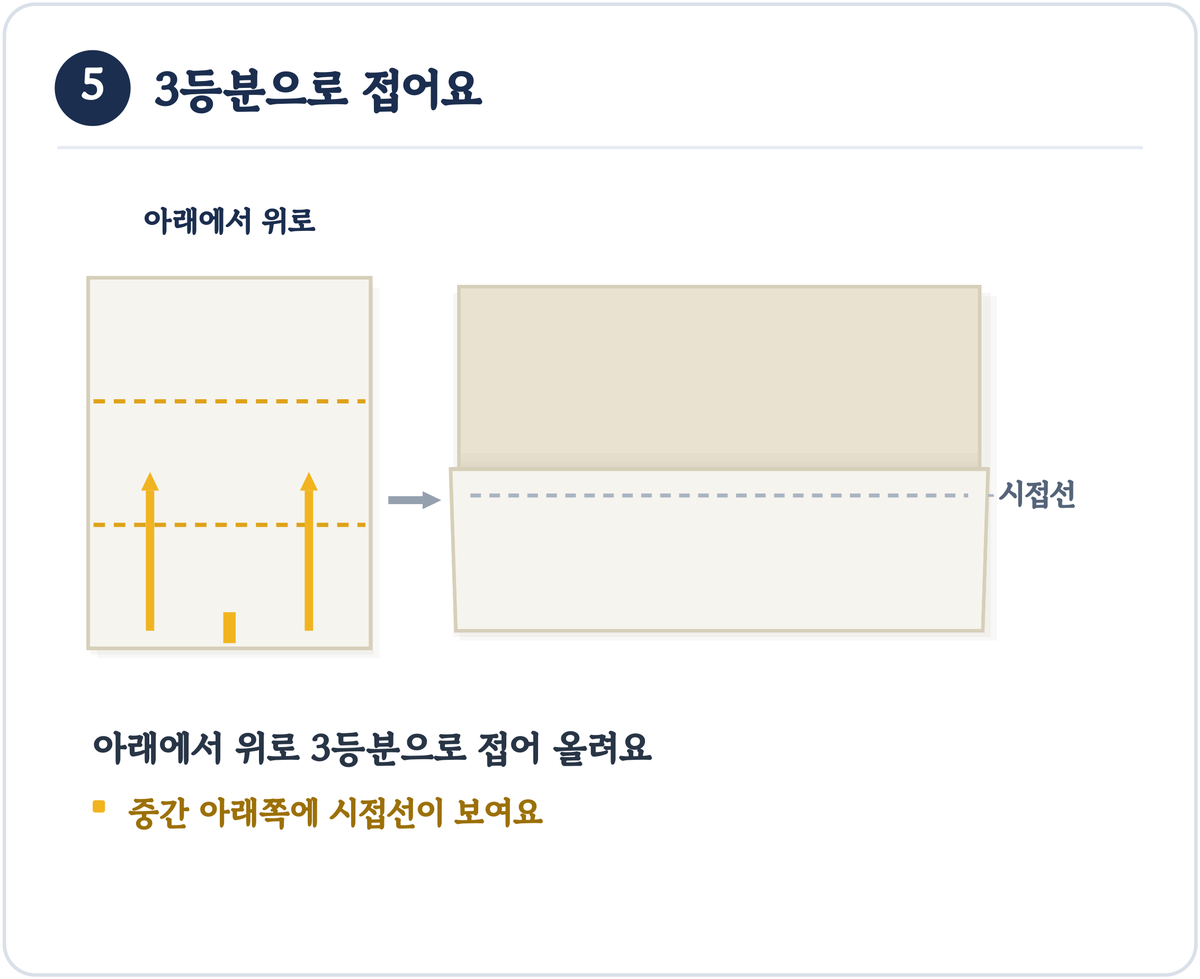 5 3등분으로 접어요
아래에서 위로
시접선
아래에서 위로 3등분으로 접어 올려요
중간 아래쪽에 시접선이 보여요